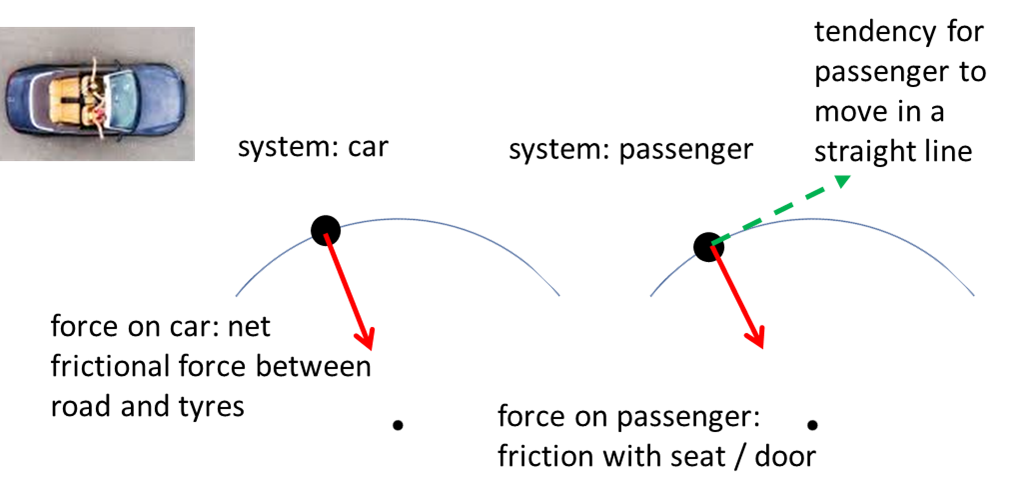 tendency for
passenger to
move in a
straight line
system: car
system: passenger
force on car: net
frictional force between
road and tyres
force on passenger:
friction with seat / door